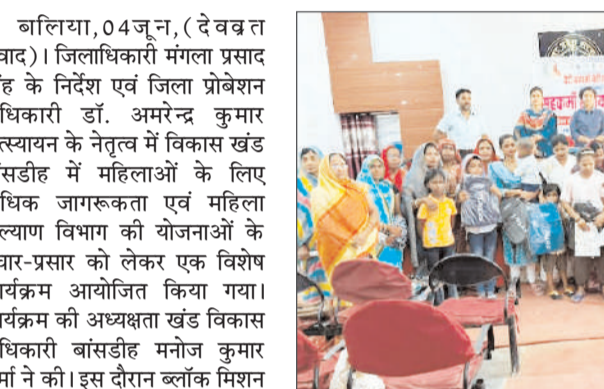 बलिया,04जून,(देवव्रत
वाद)। जिलाधिकारी मंगला प्रसाद
ंह के निर्देश एवं जिला प्रोबेशन
धिकारी डॉ. अमरेन्द्र कुमार
त्स्यायन के नेतृत्व में विकास खंड
ंसडीह में महिलाओं के लिए
धिक जागरूकता एवं महिला
ल्याण विभाग की योजनाओं के
चार-प्रसार को लेकर एक विशेष
र्यक्रम आयोजित किया गया।
र्यक्रम की अध्यक्षता खंड विकास
धिकारी बांसडीह मनोज कुमार
र्मा ने की। इस दौरान ब्लॉक मिशन